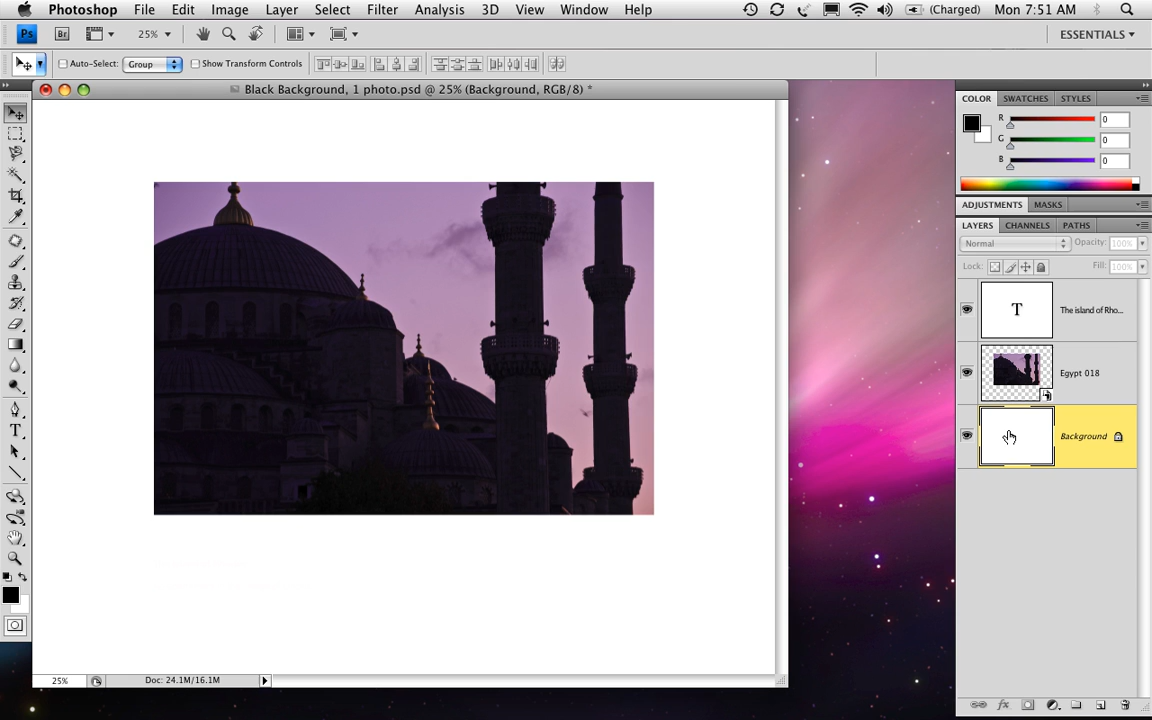 Photoshop File Edit Image Layer Select Filter Analysis 3D View Window Help (Charged) Mon 7:51 AM
Ps Br 25% ESSENTIALS
Auto-Select: Group Show Transform Controls
Black Background, 1 photo.psd @ 25% (Background, RGB/8) *
COLOR SWATCHES STYLES
R 0
G 0
B 0
ADJUSTMENTS MASKS
LAYERS CHANNELS PATHS
Normal Opacity: 100%
Lock: Fill: 100%
T The island of Rho...
Egypt 018
Background
T
25% Doc: 24.1M/16.1M
fx